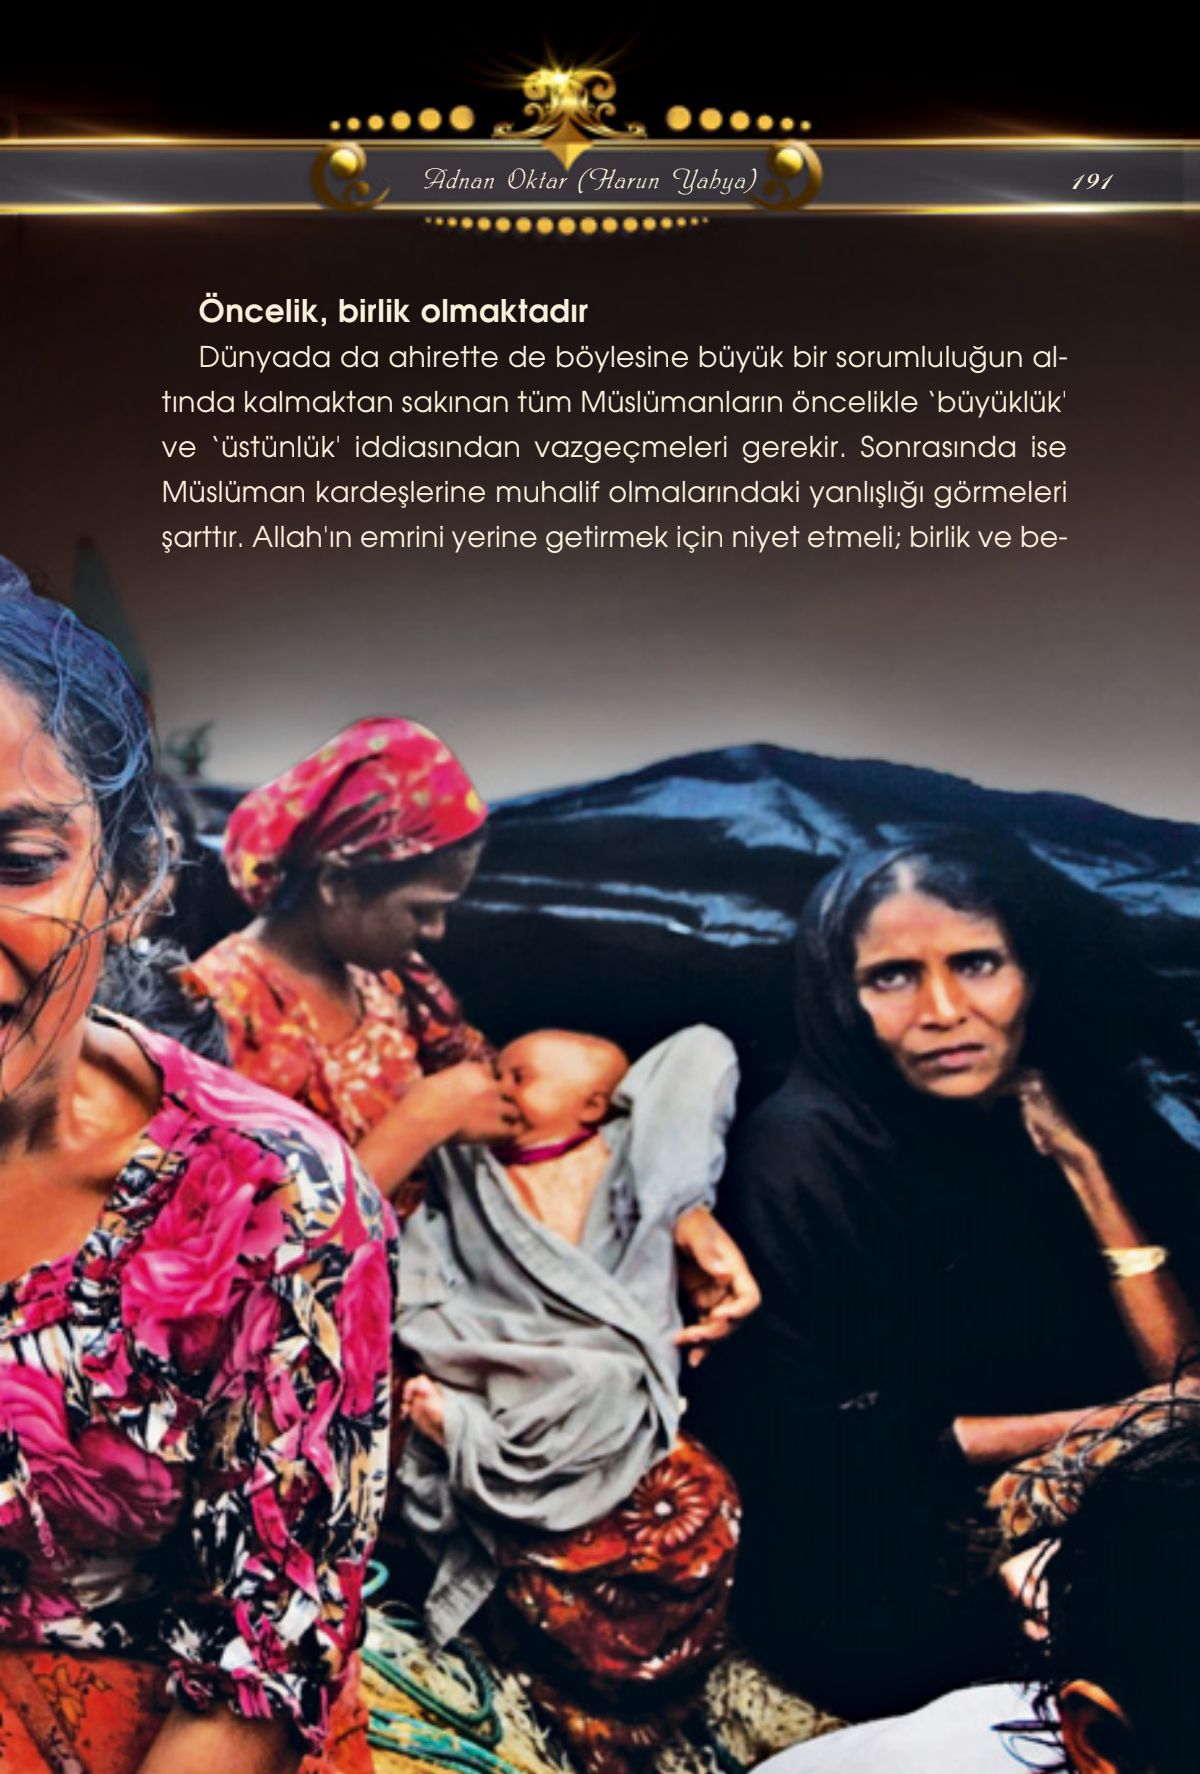 Adnan Oktar (Harun Yahya)
191
Öncelik, birlik olmaktadır
Dünyada da ahirette de böylesine büyük bir sorumluluğun al-
tında kalmaktan sakınan tüm Müslümanların öncelikle ‛büyüklük'
ve ‛üstünlük' iddiasından vazgeçmeleri gerekir. Sonrasında ise
Müslüman kardeşlerine muhalif olmalarındaki yanlışlığı görmeleri
şarttır. Allah'ın emrini yerine getirmek için niyet etmeli; birlik ve be-